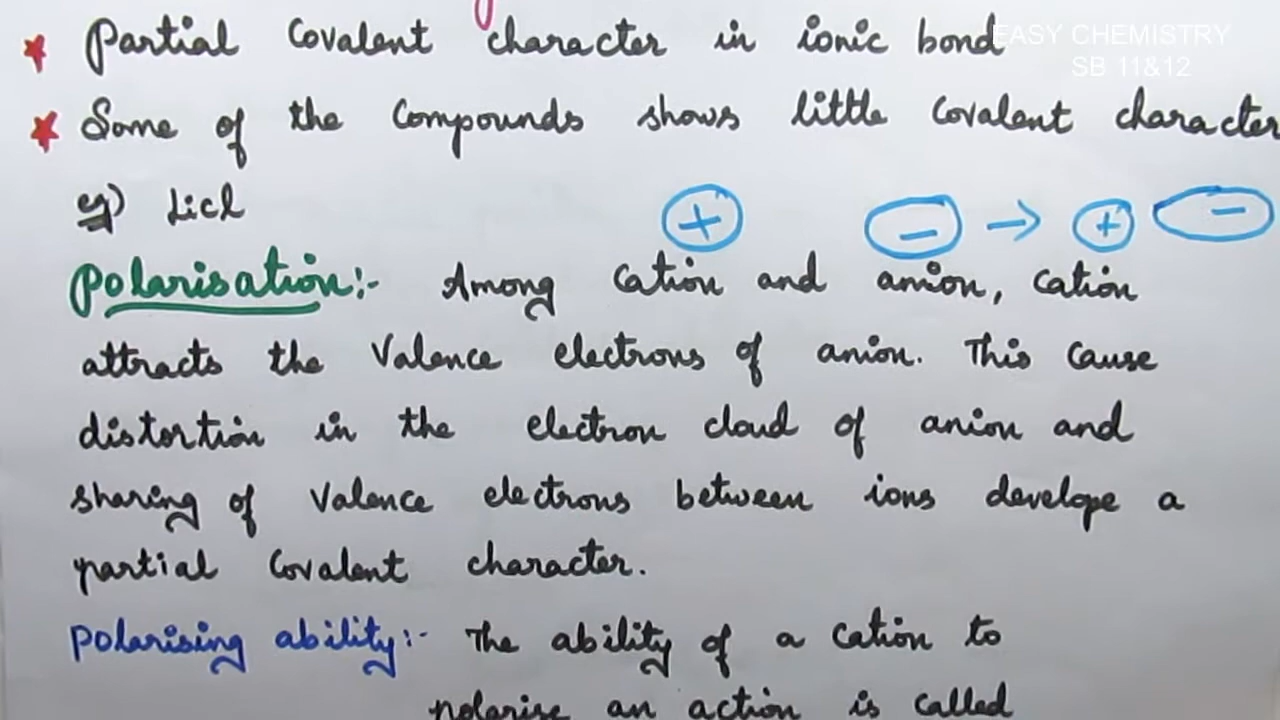 ★ Partial Covalent character in ionic bond
EASY CHEMISTRY
SB 11&12
★ Some of the Compounds shows little Covalent character
eg) Licl
+ - → + -
Polarisation:- Among Cation and anion, Cation
attracts the Valence electrons of anion. This Cause
distortion in the electron cloud of anion and
sharing of Valence electrons between ions develope a
partial Covalent character.
Polarising ability:- The ability of a Cation to
polarise an action is called